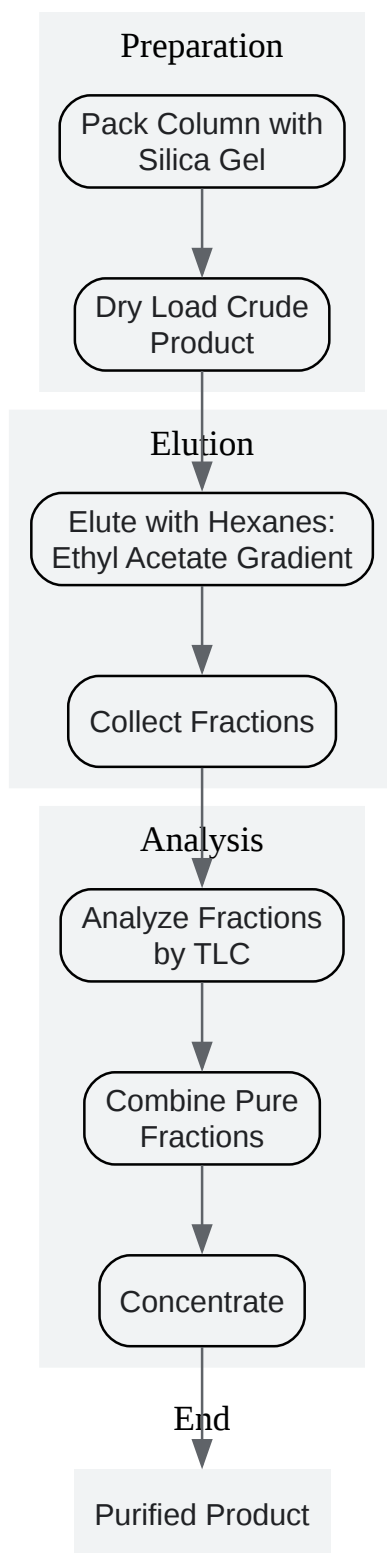 Preparation
Pack Column with
Silica Gel
Dry Load Crude
Product
Elution
Elute with Hexanes:
Ethyl Acetate Gradient
Collect Fractions
Analysis
Analyze Fractions
by TLC
Combine Pure
Fractions
Concentrate
End
Purified Product